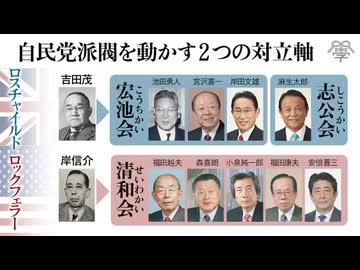 自民党派閥を動かす2つの対立軸
ロスチャイルド
ロックフェラー
吉田茂
こうちかい
宏池会
池田勇人
宮沢喜一
岸田文雄
麻生太郎
しこうかい
志公会
岸信介
せいわかい
清和会
福田赳夫
森喜朗
小泉純一郎
福田康夫
安倍晋三